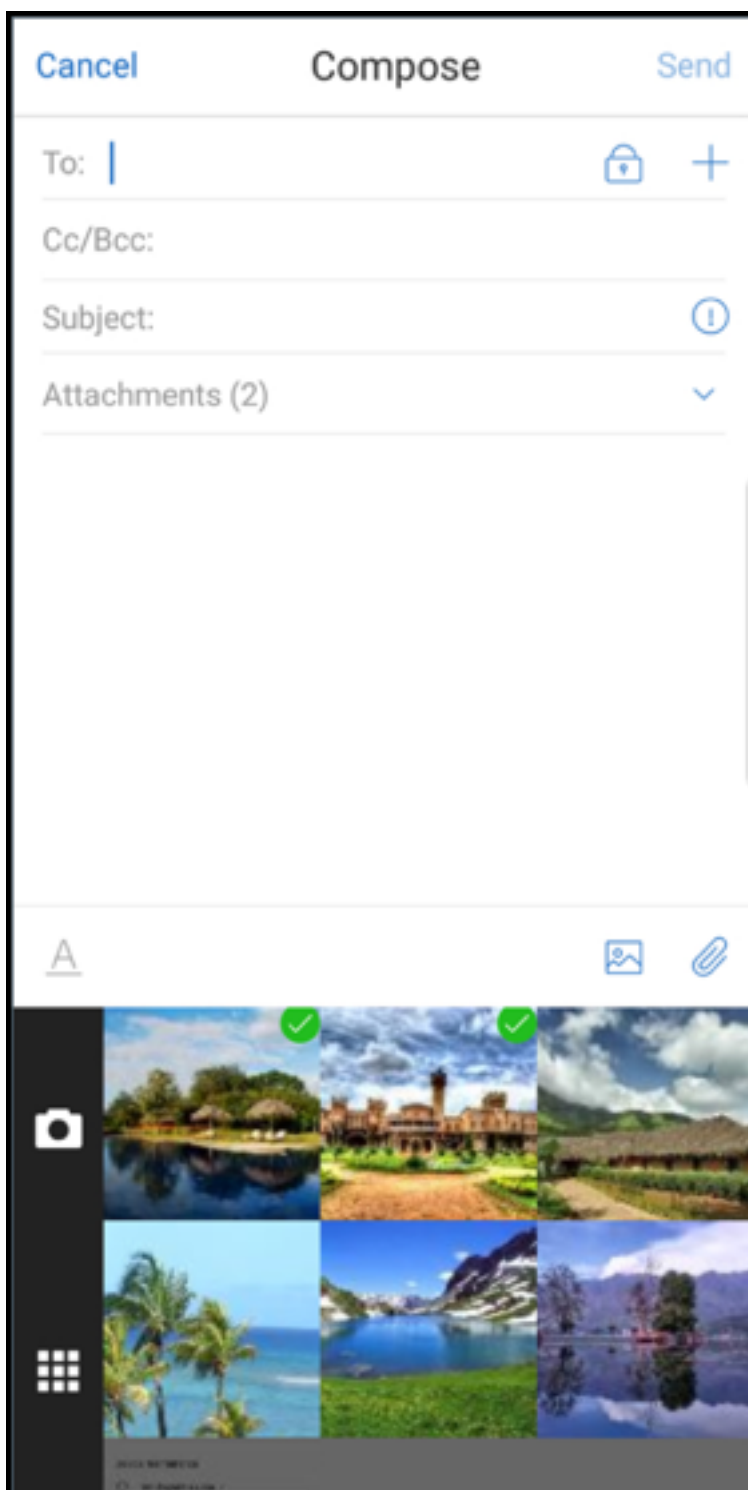 Cancel Compose Send
To:
Cc/Bcc:
Subject:
Attachments (2)
A